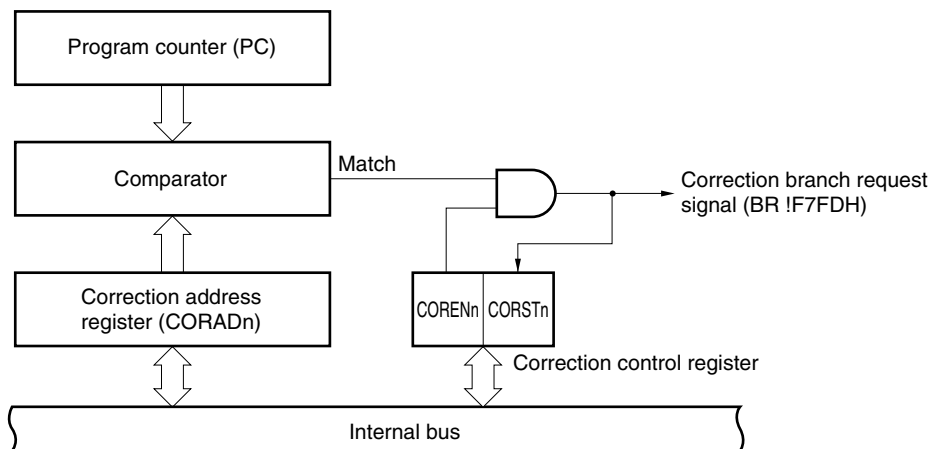 Program counter (PC)
Comparator
Match
Correction branch request
signal (BR !F7FDH)
Correction address
register (CORADn)
CORENn
CORSTn
Correction control register
Internal bus